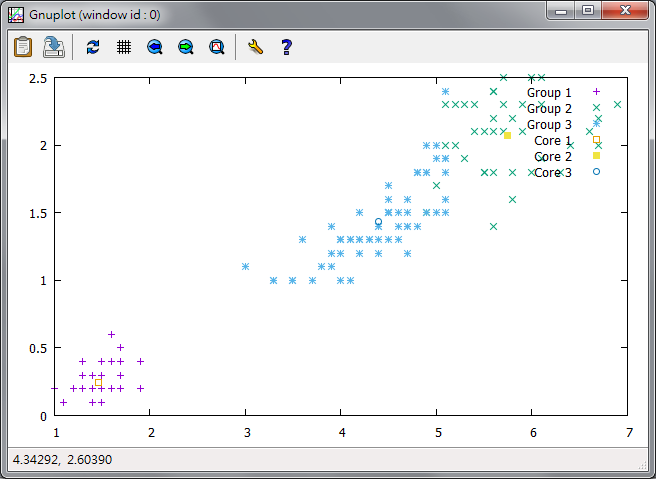 Gnuplot (window id : 0)
2.5
2
1.5
1
0.5
0
1
2
3
4
5
6
7
Group 1
Group 2
Group 3
Core 1
Core 2
Core 3
4.34292, 2.60390